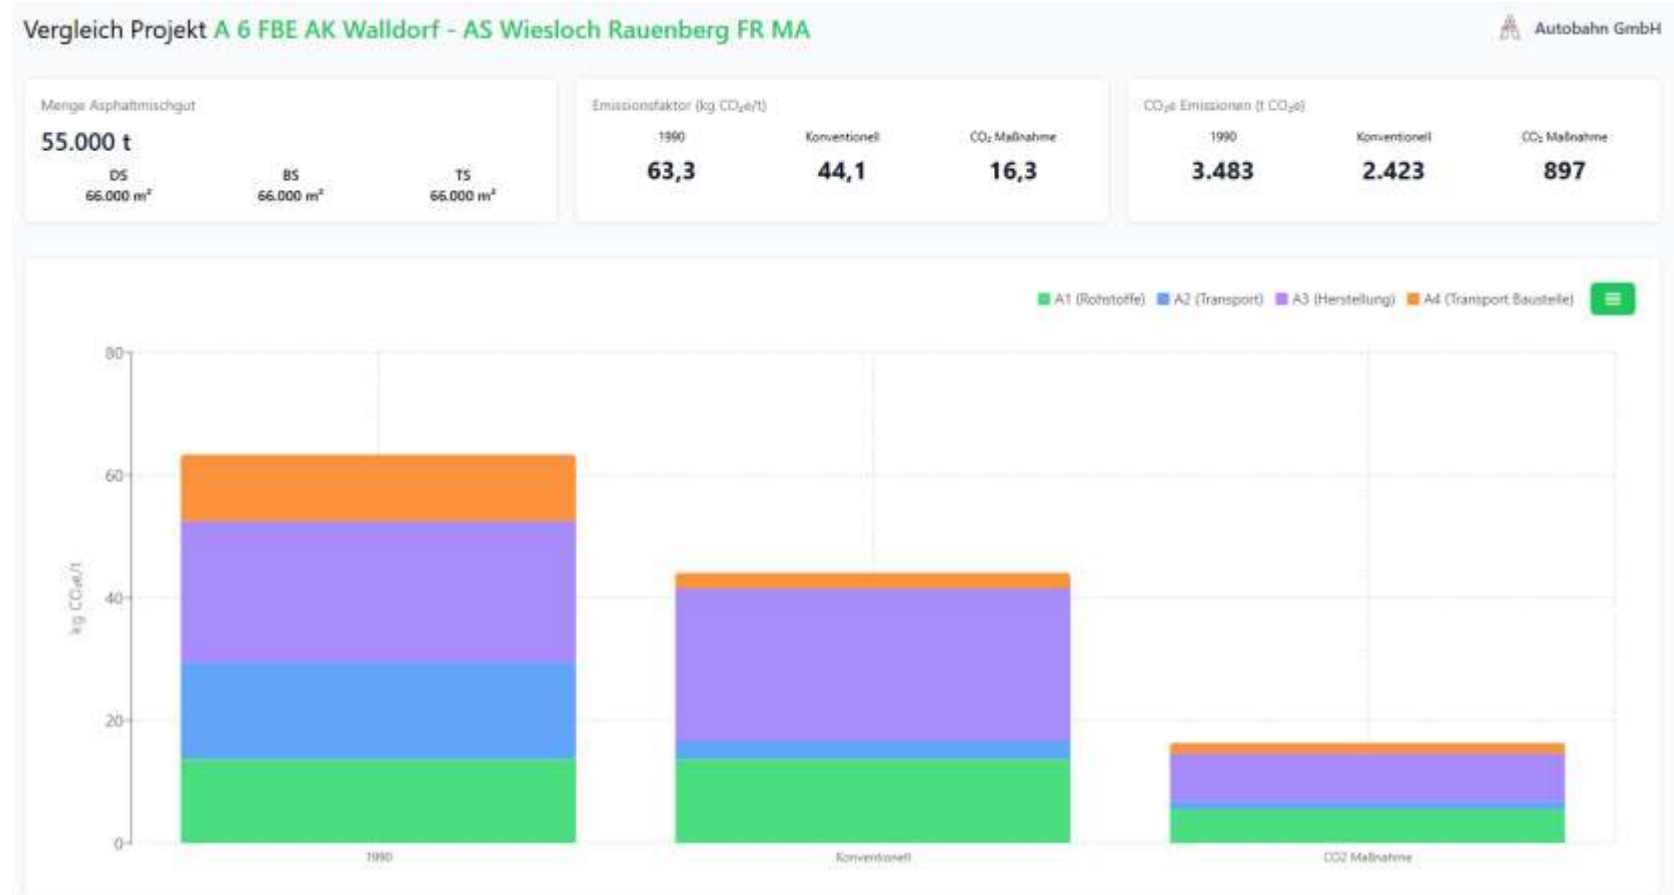 Vergleich Projekt A 6 FBE AK Walldorf - AS Wiesloch Rauenberg FR MA
Autobahn GmbH
Menge Asphaltmischgut
55.000 t
DS BS TS
66.000 m² 66.000 m² 66.000 m²
Emissionsfaktor (kg CO₂e/t)
1990 Konventionell CO₂ Maßnahme
63,3 44,1 16,3
CO₂e Emissionen (t CO₂e)
1990 Konventionell CO₂ Maßnahme
3.483 2.423 897
A1 (Rohstoffe) A2 (Transport) A3 (Herstellung) A4 (Transport Baustelle)
80
60
40
20
0
kg CO₂e/t
1990 Konventionell CO2 Maßnahme